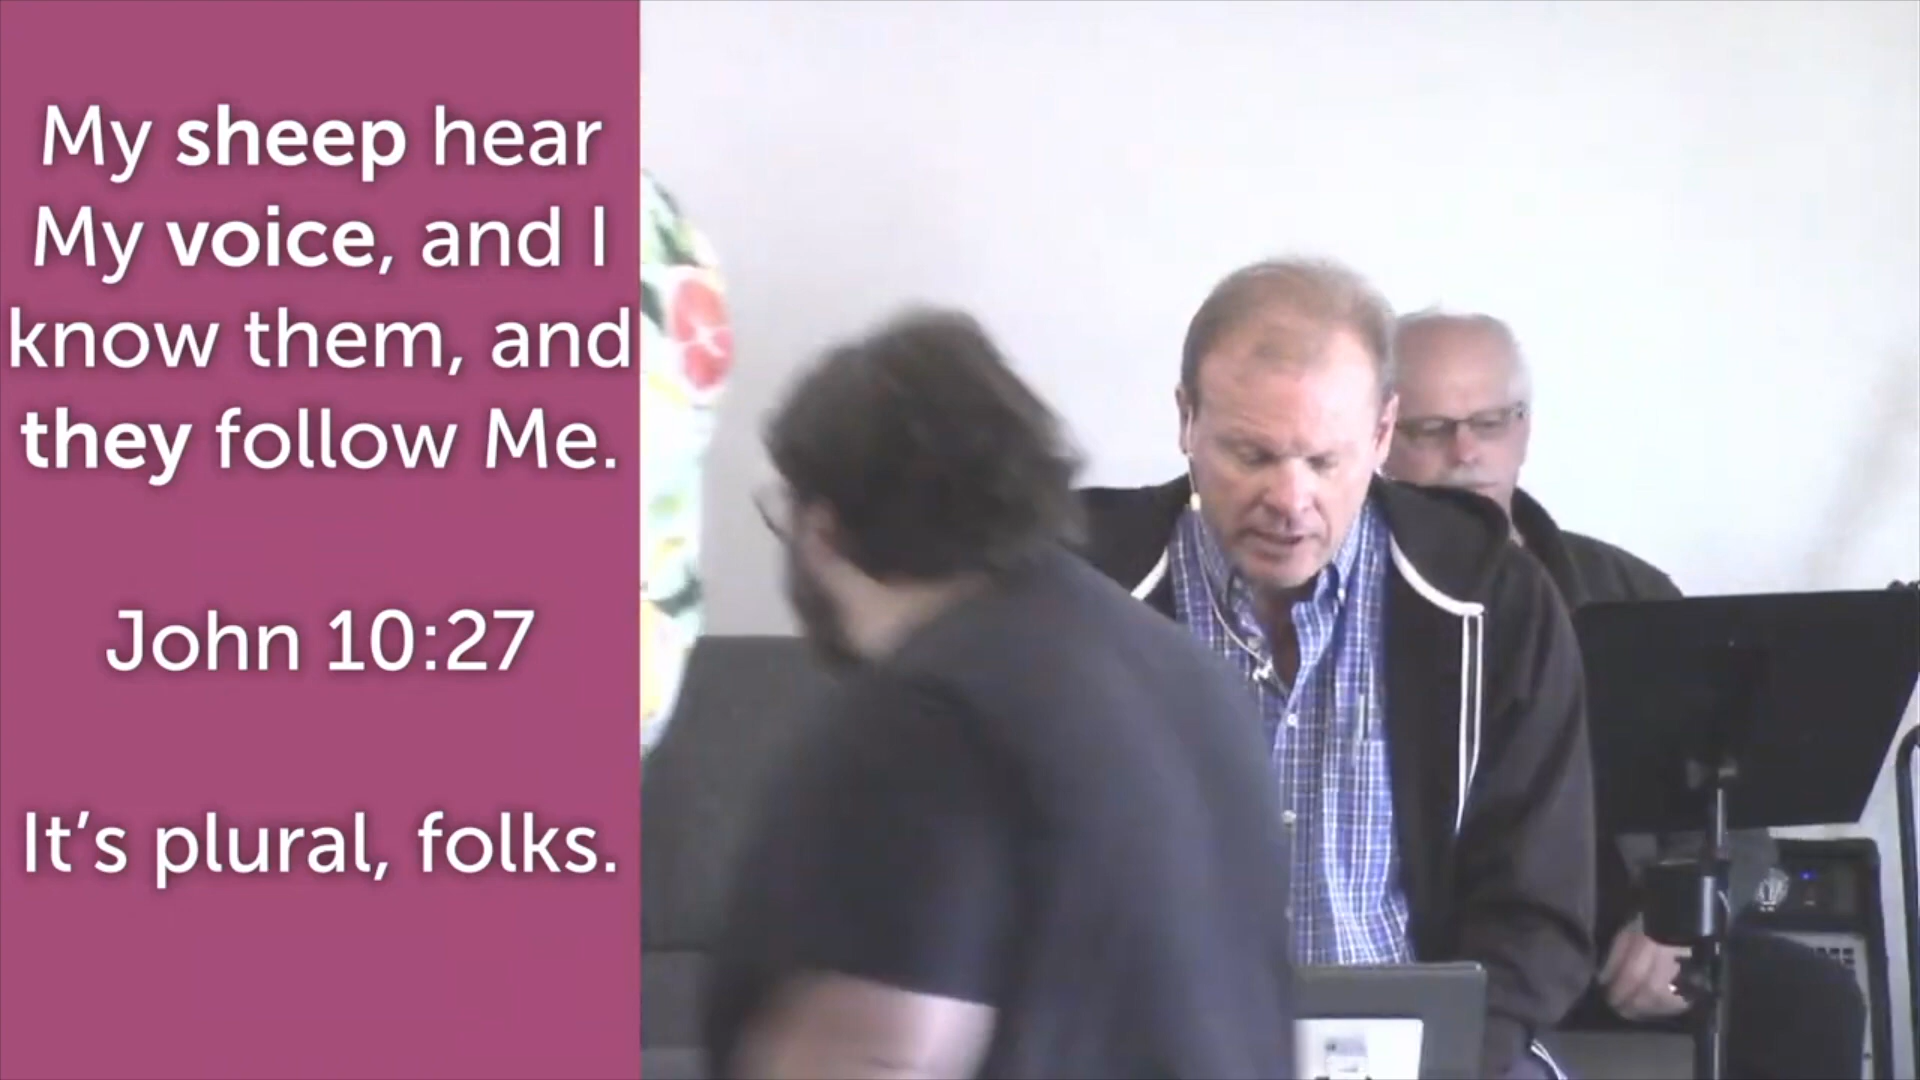 My sheep hear
My voice, and I
know them, and
they follow Me.
John 10:27
It’s plural, folks.